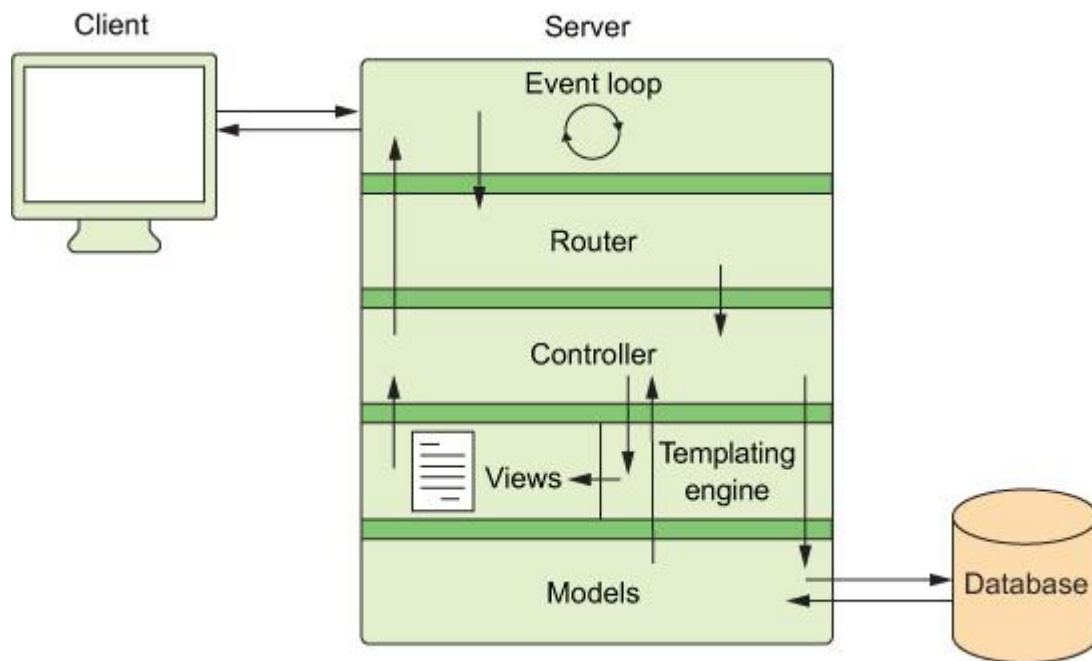 Client
Server
Event loop
Router
Controller
Views
Templating
engine
Models
Database